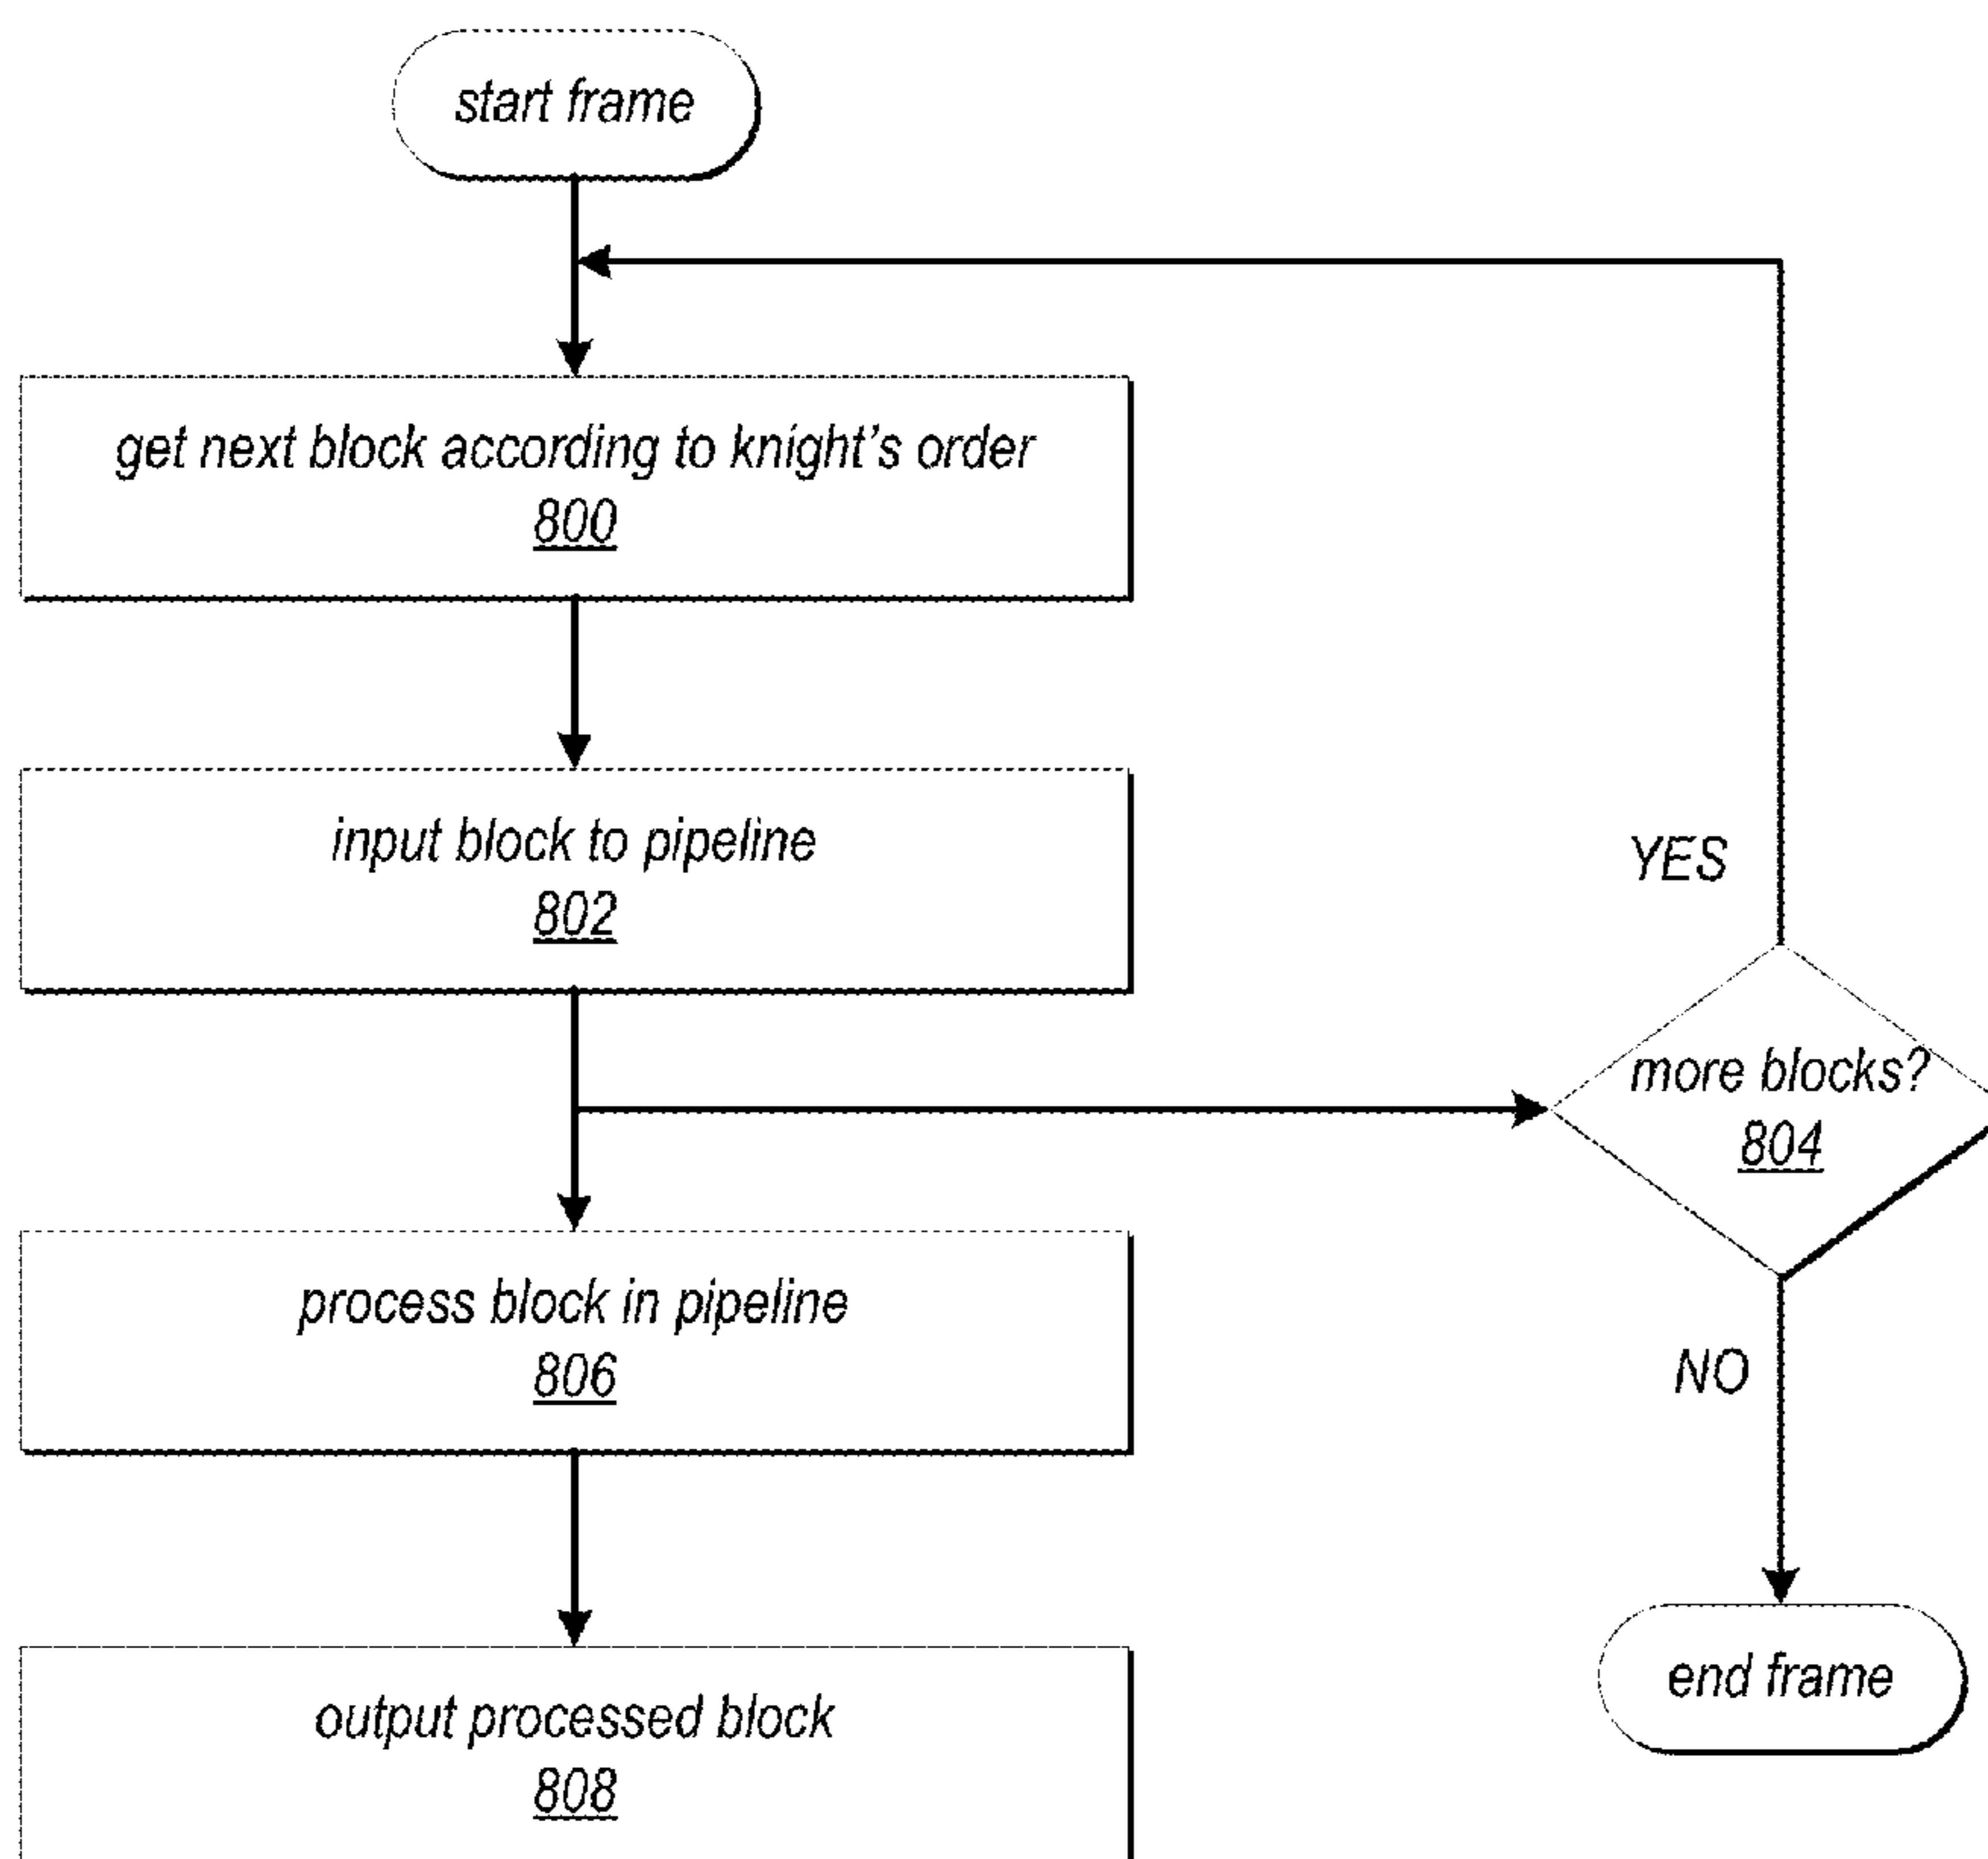 start frame
get next block according to knight's order
800
input block to pipeline
802
YES
more blocks?
804
process block in pipeline
806
NO
output processed block
808
end frame